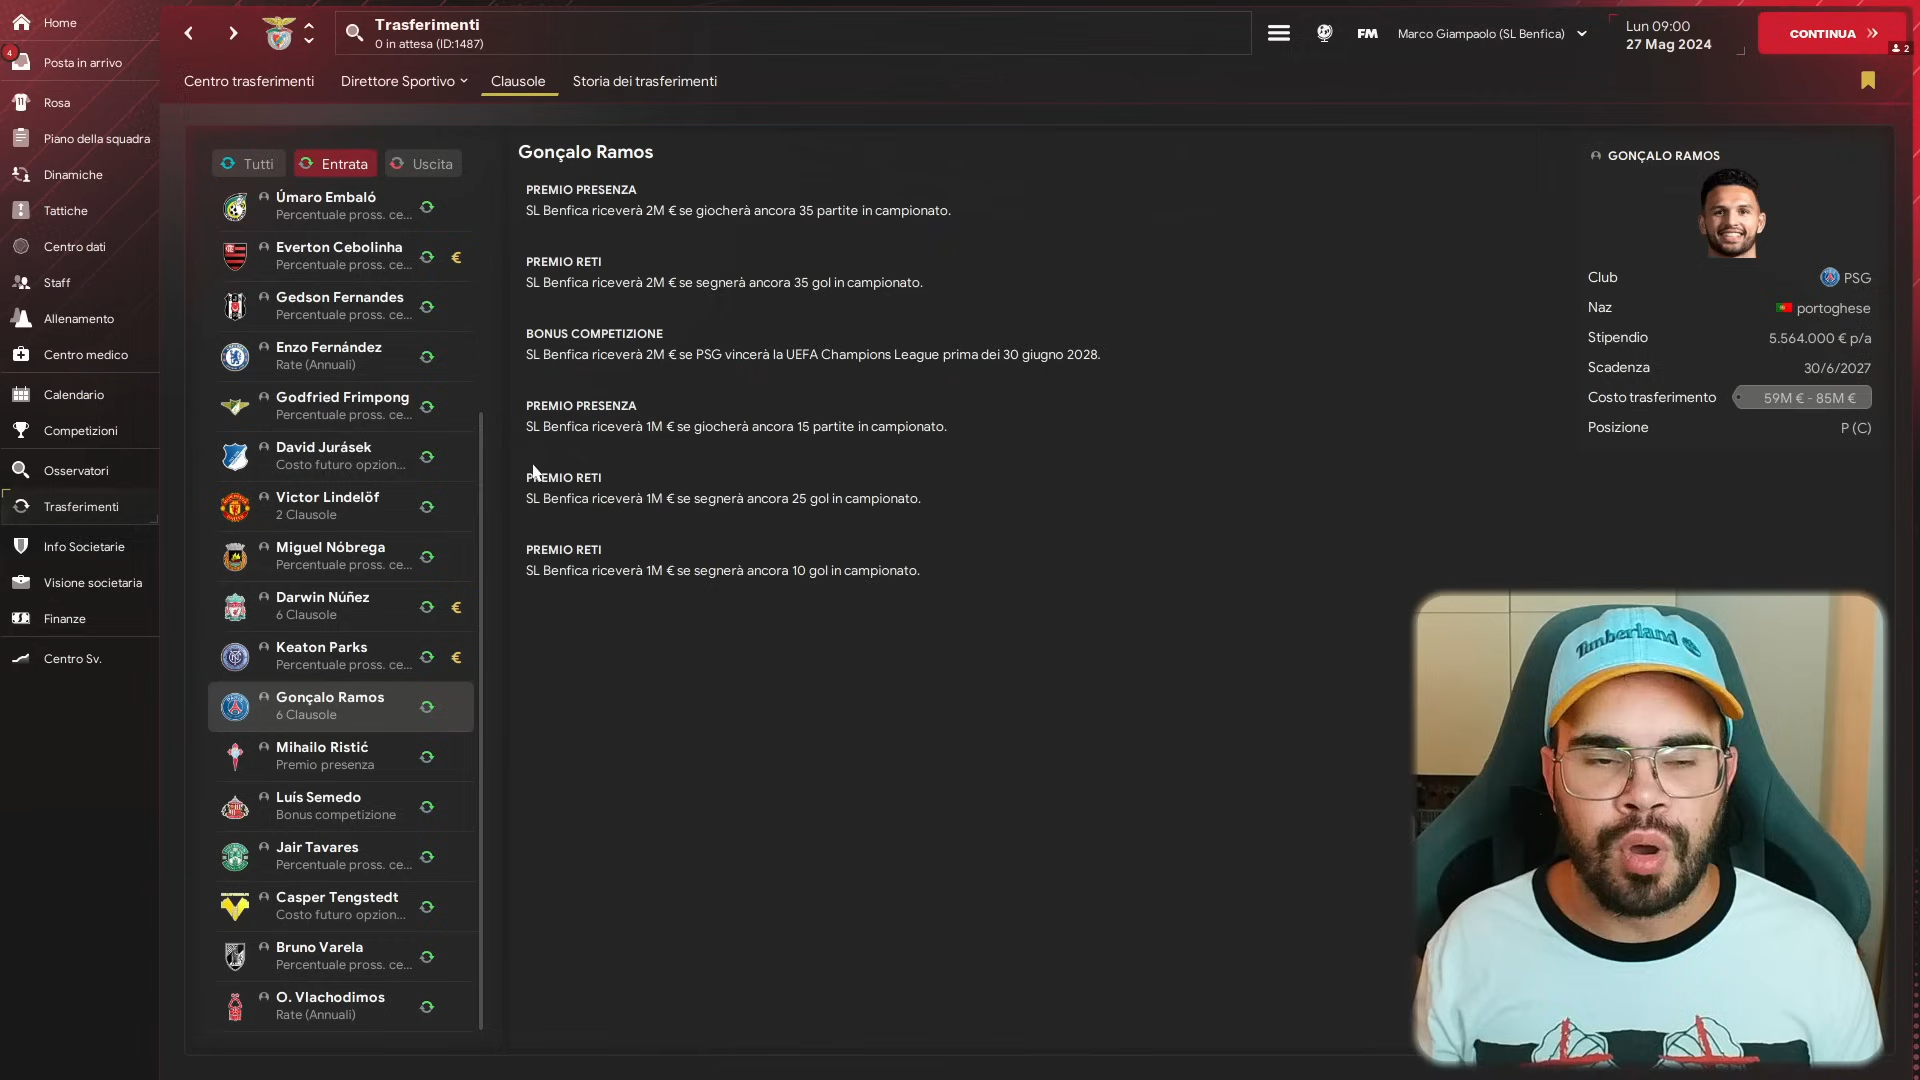 Home
4
Posta in arrivo
Rosa
Piano della squadra
Dinamiche
Tattiche
Centro dati
Staff
Allenamento
Centro medico
Calendario
Competizioni
Osservatori
Trasferimenti
Info Societarie
Visione societaria
Finanze
Centro Sv.
Trasferimenti
0 in attesa (ID:1487)
FM
Marco Giampaolo (SL Benfica)
Lun 09:00
27 Mag 2024
CONTINUA
2
Centro trasferimenti
Direttore Sportivo
Clausole
Storia dei trasferimenti
Tutti
Entrata
Uscita
Úmaro Embaló
Percentuale pross. ce...
Everton Cebolinha
Percentuale pross. ce...
€
Gedson Fernandes
Percentuale pross. ce...
Enzo Fernández
Rate (Annuali)
Godfried Frimpong
Percentuale pross. ce...
David Jurásek
Costo futuro opzion...
Victor Lindelöf
2 Clausole
Miguel Nóbrega
Percentuale pross. ce...
Darwin Núñez
6 Clausole
€
Keaton Parks
Percentuale pross. ce...
€
Gonçalo Ramos
6 Clausole
Mihailo Ristić
Premio presenza
Luís Semedo
Bonus competizione
Jair Tavares
Percentuale pross. ce...
Casper Tengstedt
Costo futuro opzion...
Bruno Varela
Percentuale pross. ce...
O. Vlachodimos
Rate (Annuali)
Gonçalo Ramos
PREMIO PRESENZA
SL Benfica riceverà 2M € se giocherà ancora 35 partite in campionato.
PREMIO RETI
SL Benfica riceverà 2M € se segnerà ancora 35 gol in campionato.
BONUS COMPETIZIONE
SL Benfica riceverà 2M € se PSG vincerà la UEFA Champions League prima dei 30 giugno 2028.
PREMIO PRESENZA
SL Benfica riceverà 1M € se giocherà ancora 15 partite in campionato.
PREMIO RETI
SL Benfica riceverà 1M € se segnerà ancora 25 gol in campionato.
PREMIO RETI
SL Benfica riceverà 1M € se segnerà ancora 10 gol in campionato.
GONÇALO RAMOS
Club
PSG
Naz
portoghese
Stipendio
5.564.000 € p/a
Scadenza
30/6/2027
Costo trasferimento
59M € - 85M €
Posizione
P (C)
Timberland